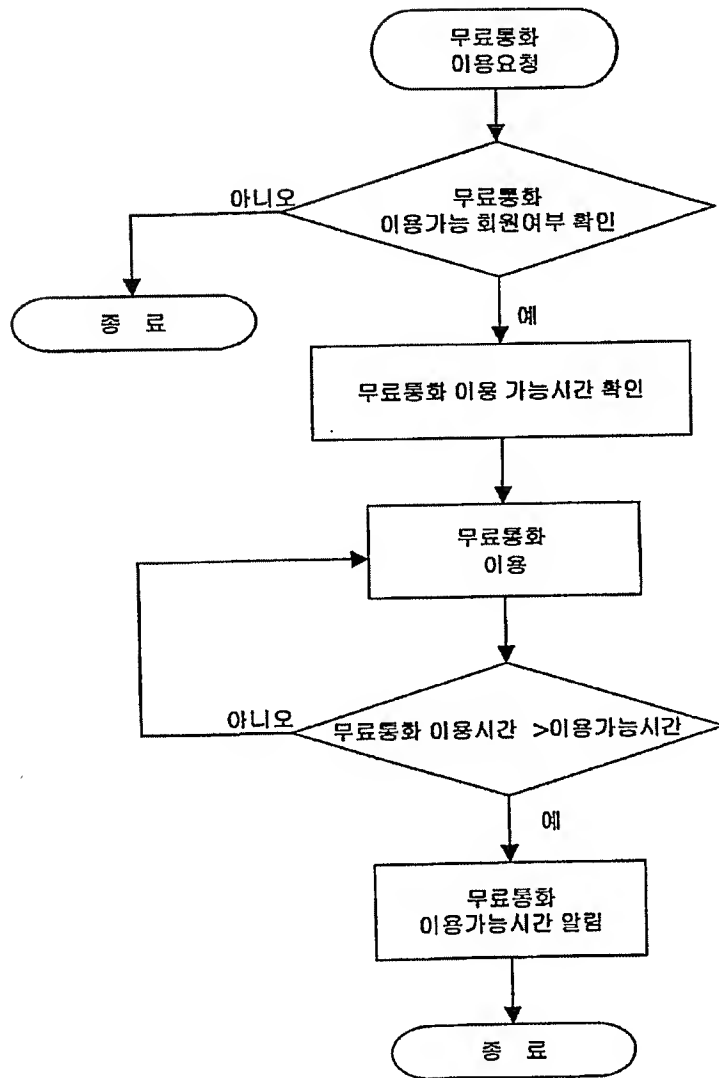 무료통화
이용요청
무료통화
이용가능 회원여부 확인
아니오
종 료
예
무료통화 이용 가능시간 확인
무료통화
이용
무료통화 이용시간 >이용가능시간
아니오
예
무료통화
이용가능시간 알림
종 료